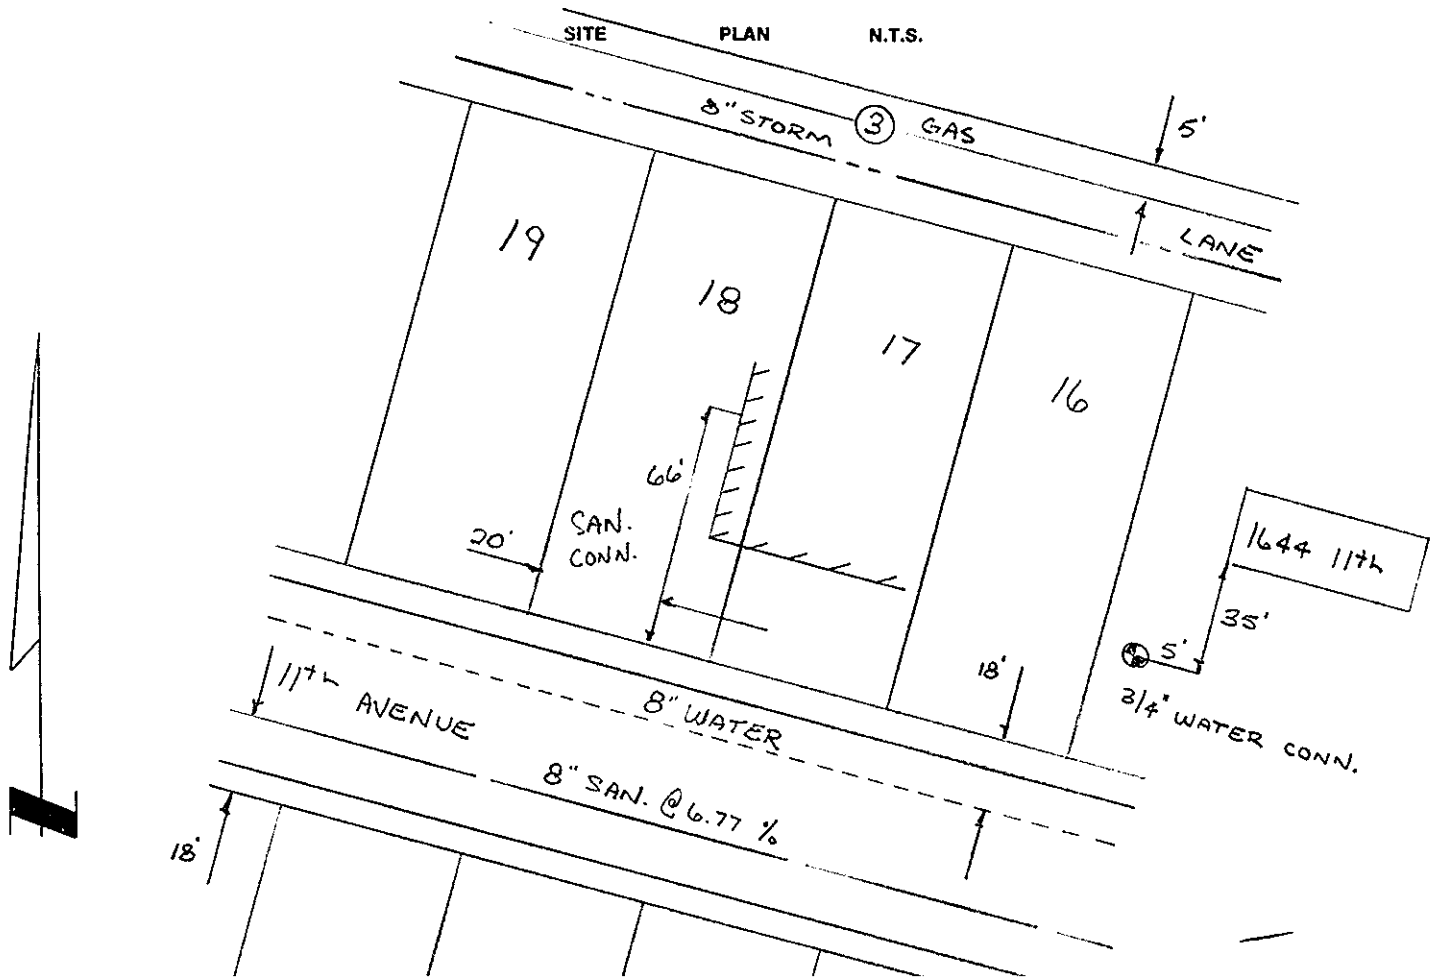 SITE PLAN N.T.S.
8" STORM
3
GAS
5'
LANE
19
18
17
16
66'
20'
SAN.
CONN.
1644 11th
35'
5'
3/4" WATER CONN.
18'
8" WATER
11th AVENUE
8" SAN. @ 6.77 %
18'